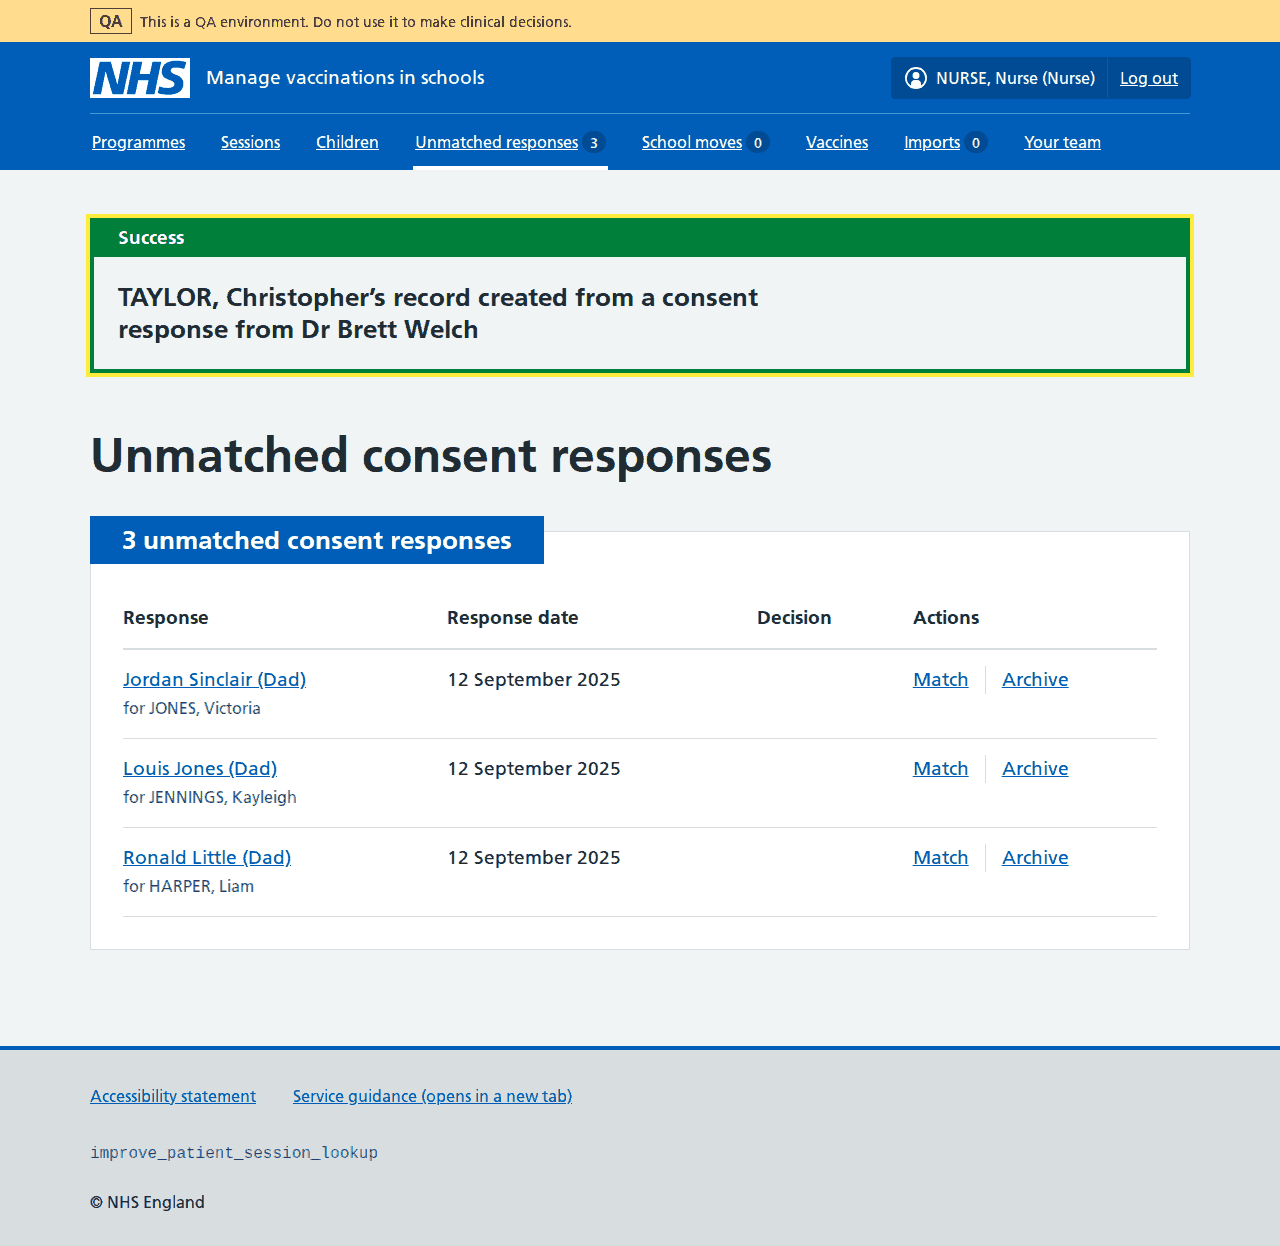 QA This is a QA environment. Do not use it to make clinical decisions.
NHS Manage vaccinations in schools NURSE, Nurse (Nurse) Log out
Programmes Sessions Children Unmatched responses 3 School moves 0 Vaccines Imports 0 Your team
Success
TAYLOR, Christopher’s record created from a consent
response from Dr Brett Welch
Unmatched consent responses
3 unmatched consent responses
Response Response date Decision Actions
Jordan Sinclair (Dad) 12 September 2025 Match Archive
for JONES, Victoria
Louis Jones (Dad) 12 September 2025 Match Archive
for JENNINGS, Kayleigh
Ronald Little (Dad) 12 September 2025 Match Archive
for HARPER, Liam
Accessibility statement Service guidance (opens in a new tab)
improve_patient_session_lookup
© NHS England